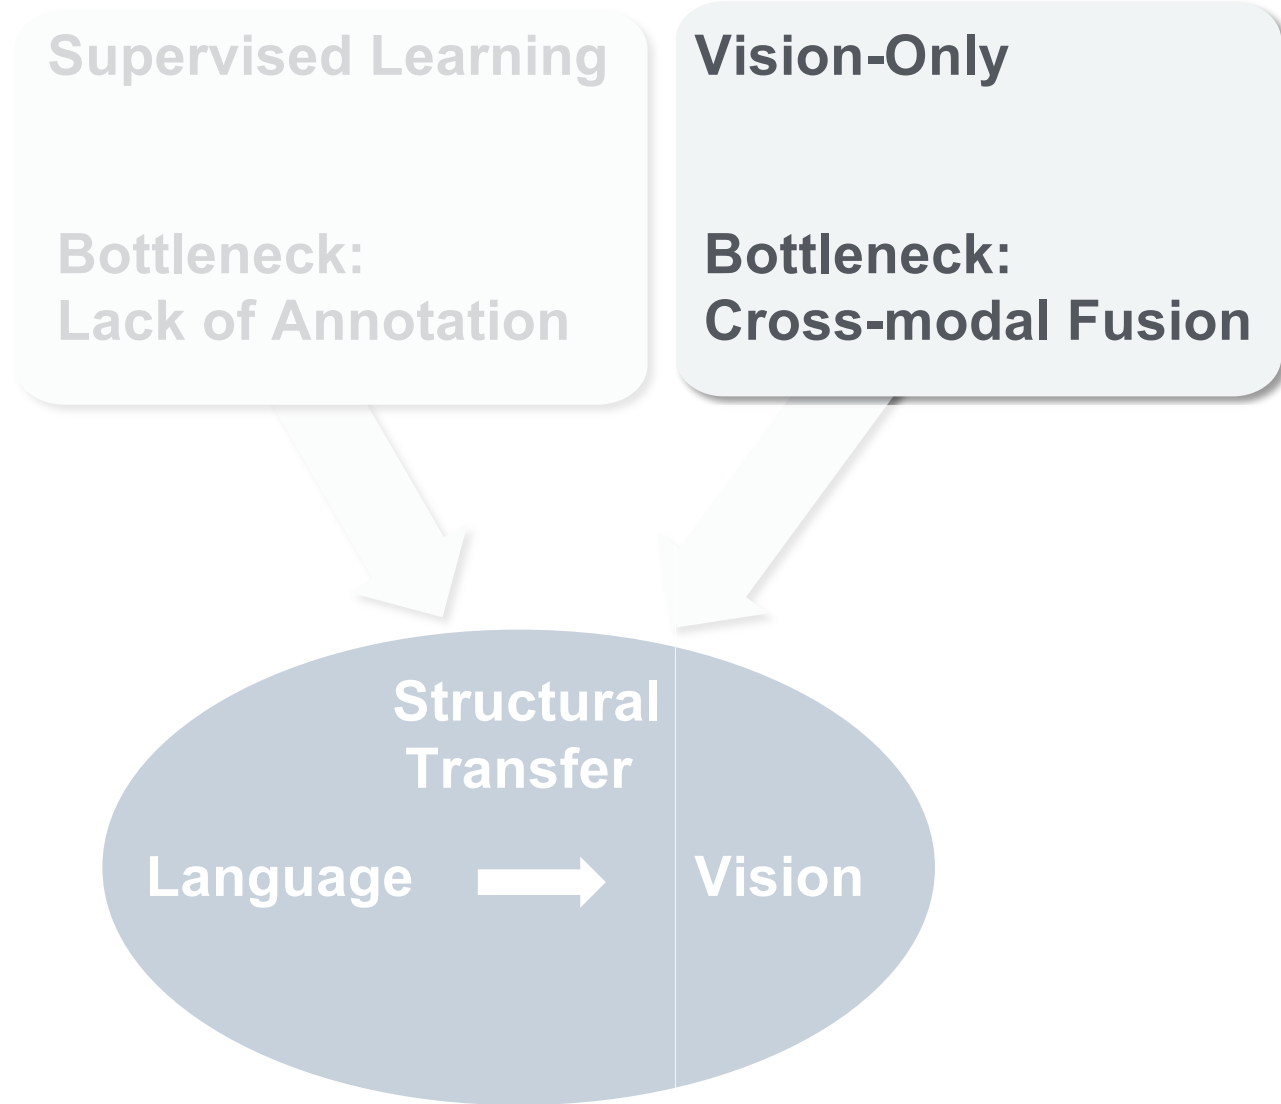 Supervised Learning
Bottleneck:
Lack of Annotation
Vision-Only
Bottleneck:
Cross-modal Fusion
Structural
Transfer
Language
Vision